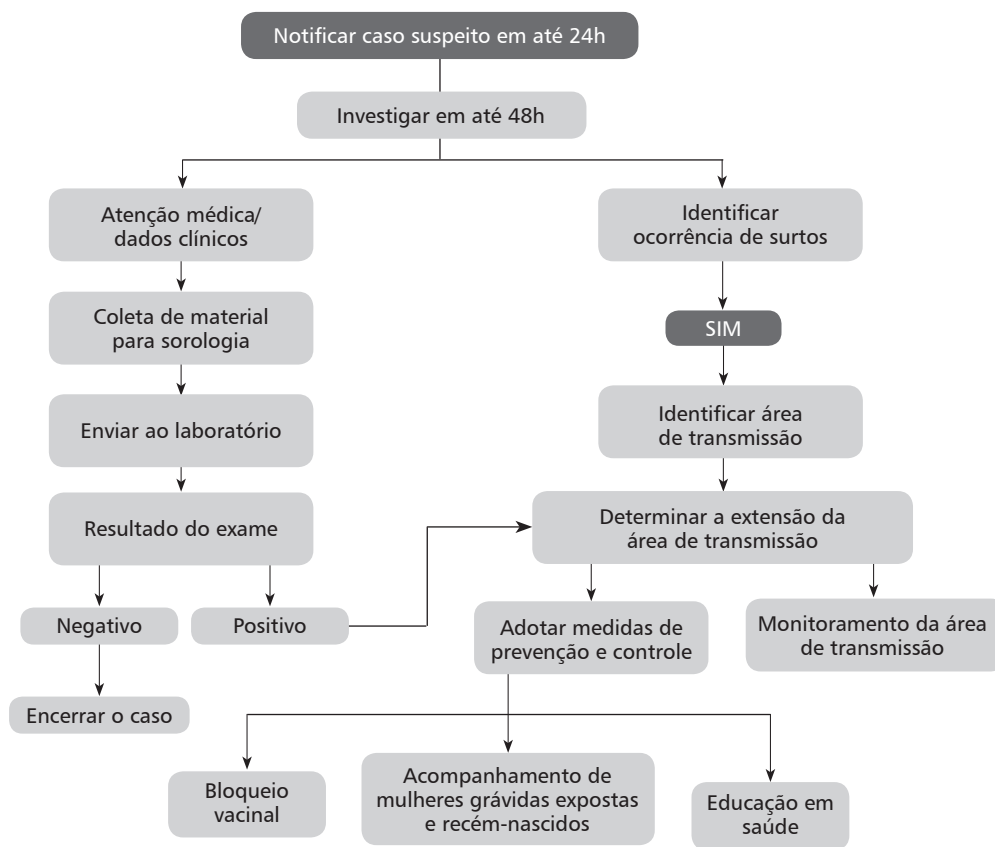 Notificar caso suspeito em até 24h
Investigar em até 48h
Atenção médica/
dados clínicos
Identificar
ocorrência de surtos
Coleta de material
para sorologia
SIM
Enviar ao laboratório
Identificar área
de transmissão
Resultado do exame
Determinar a extensão da
área de transmissão
Negativo
Positivo
Adotar medidas de
prevenção e controle
Monitoramento da área
de transmissão
Encerrar o caso
Bloqueio
vacinal
Acompanhamento de
mulheres grávidas expostas
e recém-nascidos
Educação em
saúde